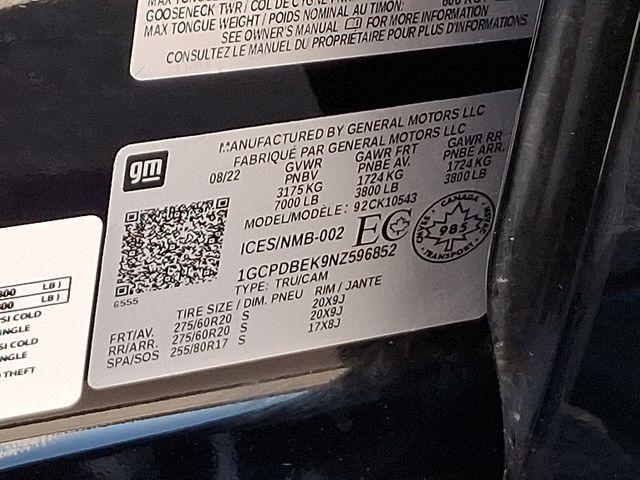 GOOSENECK TWR / COL DE CYGNE
MAX TONGUE WEIGHT / POIDS NOMINAL AU TIMON:
SEE OWNER'S MANUAL FOR MORE INFORMATION
CONSULTEZ LE MANUEL DU PROPRIÉTAIRE POUR PLUS D'INFORMATIONS.
gm
MANUFACTURED BY GENERAL MOTORS LLC
FABRIQUÉ PAR GENERAL MOTORS LLC
08/22 GVWR GAWR FRT GAWR RR
PNBV PNBE AV. PNBE ARR.
3175 KG 1724 KG 1724 KG
7000 LB 3800 LB 3800 LB
MODEL/MODÈLE: 92CK10543
ICES/NMB-002 EC
CANADA
985
TRANSPORT
1GCPDBEK9NZ596852
TYPE: TRU/CAM
6555
TIRE SIZE / DIM. PNEU RIM / JANTE
FRT/AV. 275/60R20 S 20X9J
RR/ARR. 275/60R20 S 20X9J
SPA/SOS 255/80R17 S 17X8J
LB )
LB )
SI COLD
INGLE
SI COLD
INGLE
THEFT